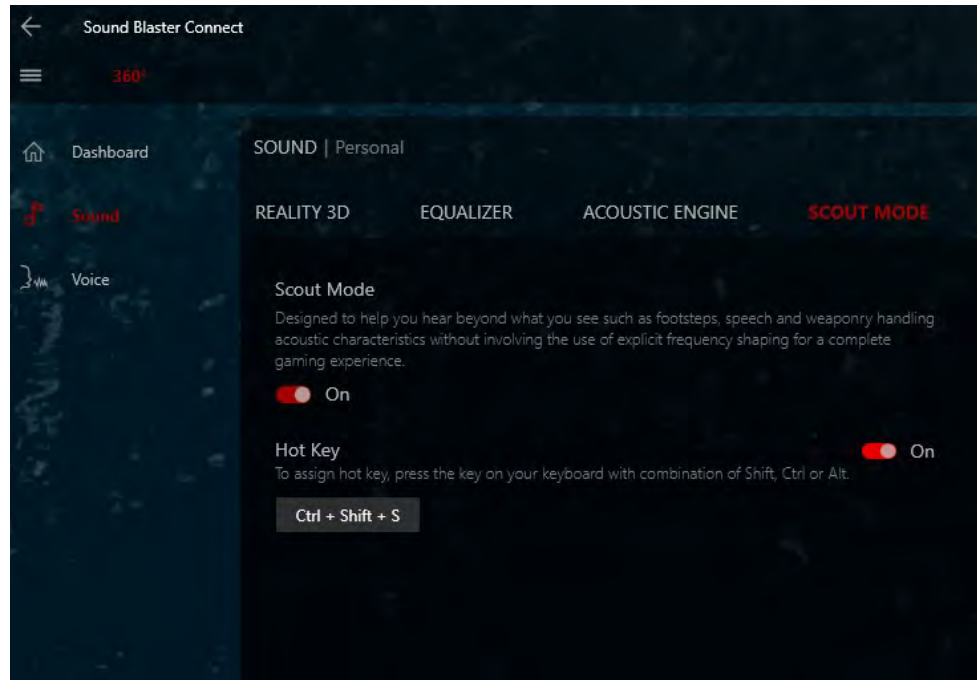 Sound Blaster Connect
360°
Dashboard
Sound
Voice
SOUND | Personal
REALITY 3D EQUALIZER ACOUSTIC ENGINE SCOUT MODE
Scout Mode
Designed to help you hear beyond what you see such as footsteps, speech and weaponry handling
acoustic characteristics without involving the use of explicit frequency shaping for a complete
gaming experience.
On
Hot Key
On
To assign hot key, press the key on your keyboard with combination of Shift, Ctrl or Alt.
Ctrl + Shift + S